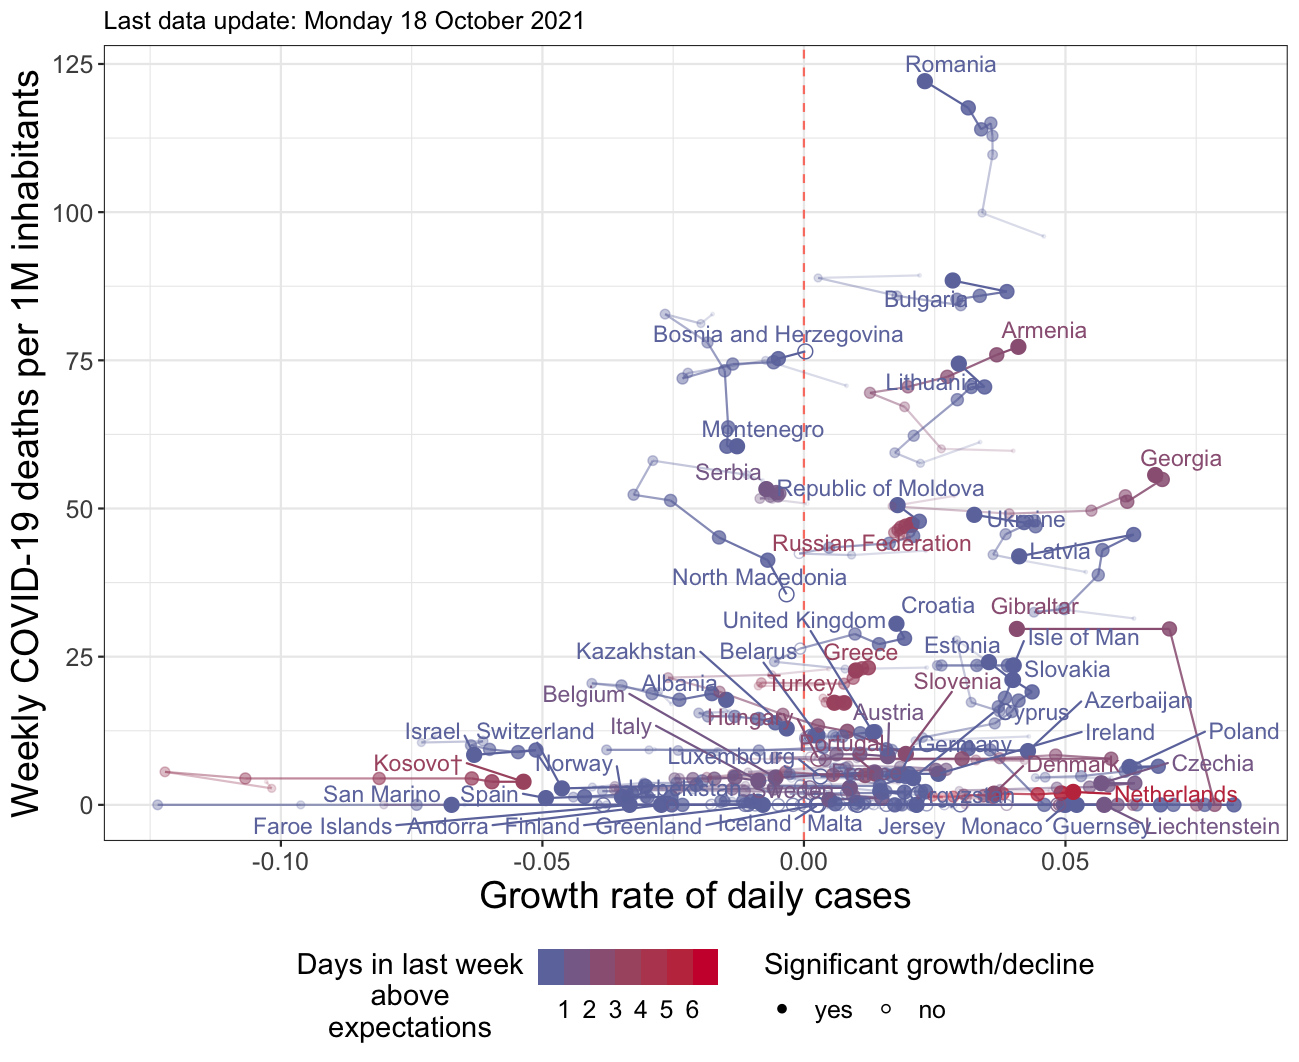 Last data update: Monday 18 October 2021
Weekly COVID-19 deaths per 1M inhabitants
125
100
75
50
25
0
Romania
Bulgaria
Bosnia and Herzegovina
Armenia
Lithuania
Montenegro
Georgia
Serbia
Republic of Moldova
Ukraine
Russian Federation
Latvia
North Macedonia
Croatia
Gibraltar
United Kingdom
Isle of Man
Kazakhstan
Belarus
Greece
Estonia
Slovakia
Albania
Turkey
Slovenia
Belgium
Azerbaijan
Hungary
Austria
Cyprus
Italy
Israel
Switzerland
Ireland
Poland
Portugal
Germany
Kosovo†
Norway
Luxembourg
Denmark
Czechia
San Marino
Spain
Sweden
Netherlands
Faroe Islands
Andorra
Finland
Greenland
Iceland
Malta
Jersey
Monaco
Guernsey
Liechtenstein
-0.10
-0.05
0.00
0.05
Growth rate of daily cases
Days in last week
above
expectations
1 2 3 4 5 6
Significant growth/decline
yes
no